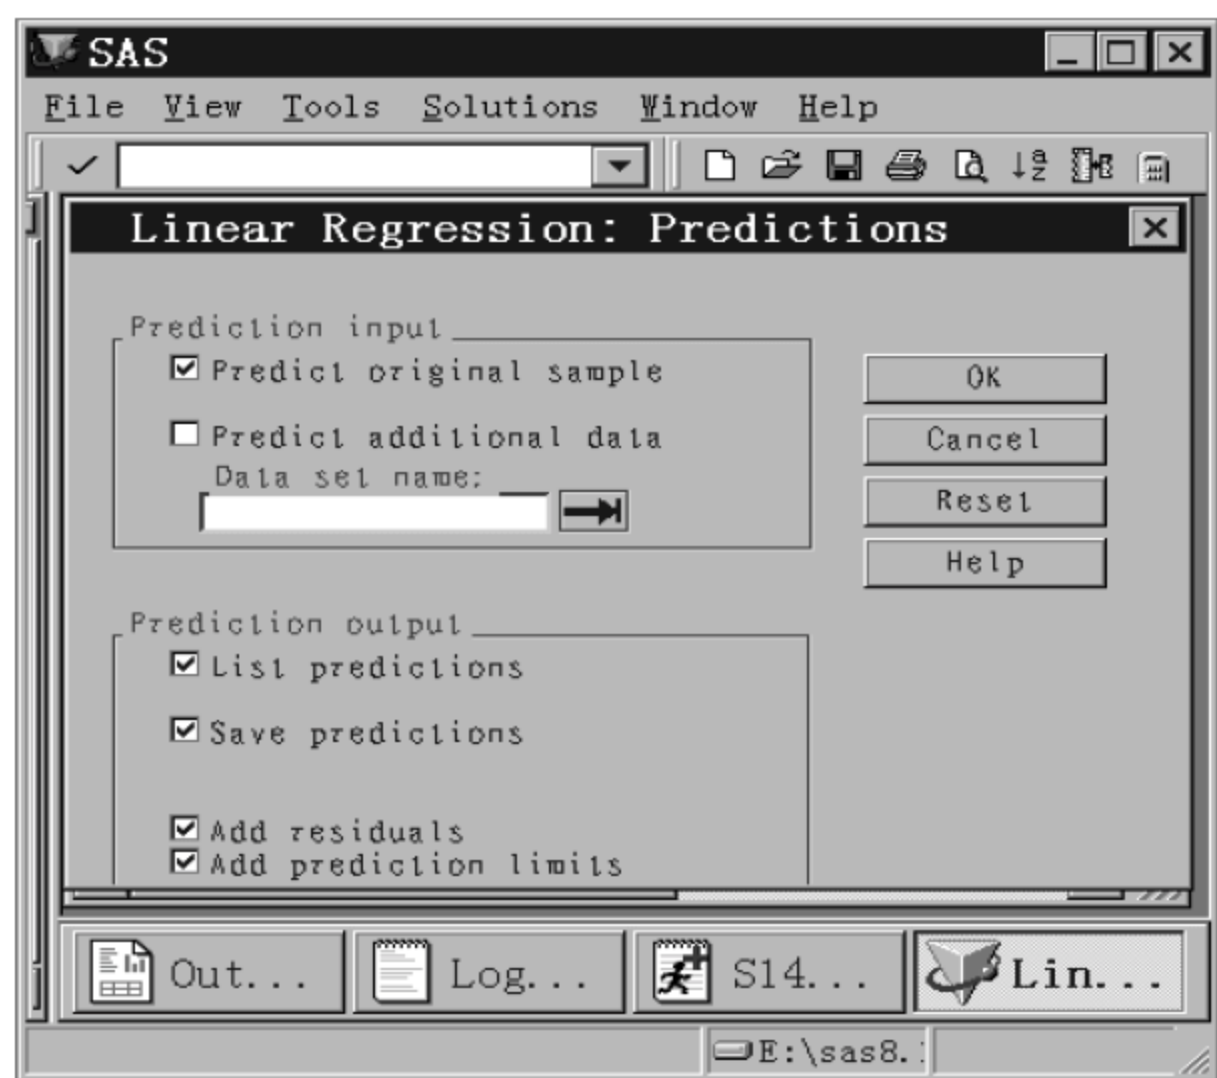 SAS
File View Tools Solutions Window Help
Linear Regression: Predictions
Prediction input
Predict original sample
OK
Predict additional data
Cancel
Data set name:
Reset
Help
Prediction output
List predictions
Save predictions
Add residuals
Add prediction limits
Out... Log... S14... Lin...
E:\sas8.